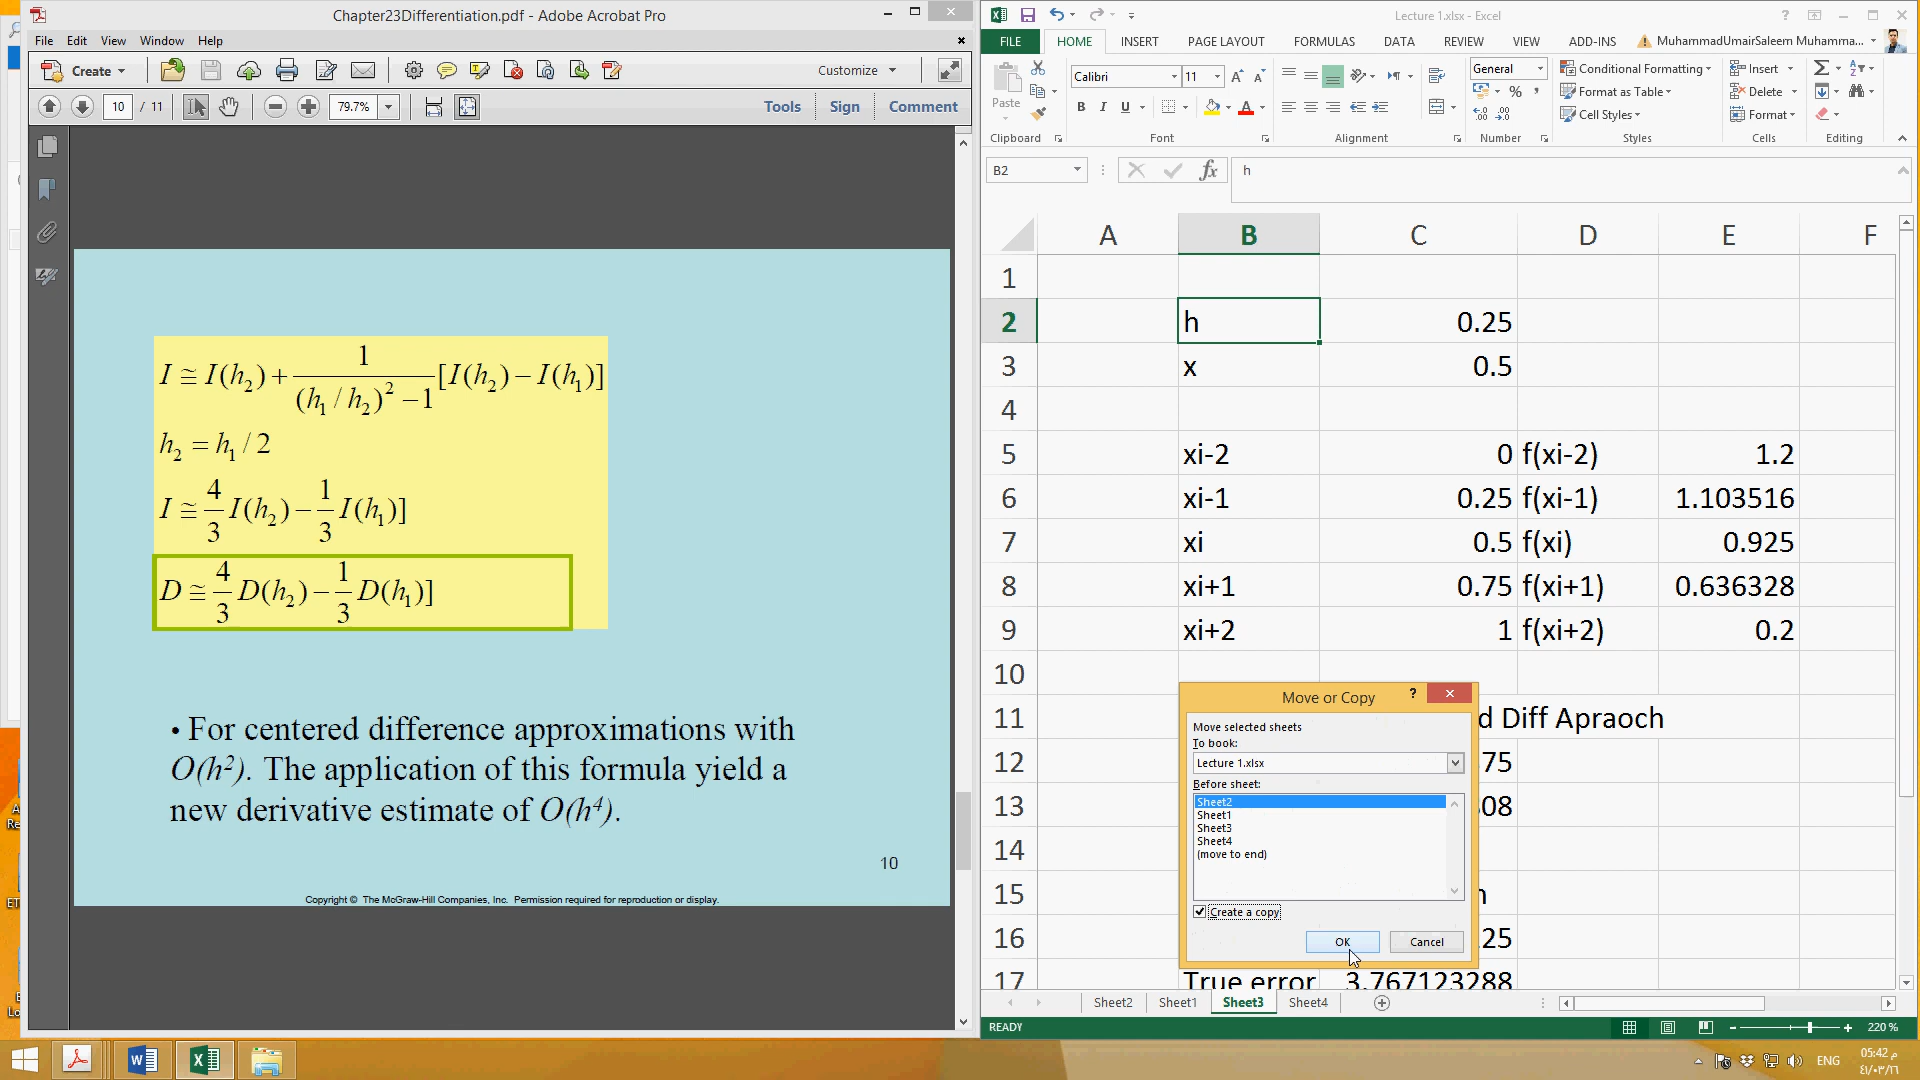 Chapter23Differentiation.pdf - Adobe Acrobat Pro
File Edit View Window Help
Create
Customize
10 / 11
79.7%
Tools Sign Comment
I ≅ I(h₂) + 1/((h₁ / h₂)² − 1) [I(h₂) − I(h₁)]
h₂ = h₁ / 2
I ≅ 4/3 I(h₂) − 1/3 I(h₁)]
D ≅ 4/3 D(h₂) − 1/3 D(h₁)]
• For centered difference approximations with
O(h²). The application of this formula yield a
new derivative estimate of O(h⁴).
10
Copyright © The McGraw-Hill Companies, Inc. Permission required for reproduction or display.
Lecture 1.xlsx - Excel
FILE HOME INSERT PAGE LAYOUT FORMULAS DATA REVIEW VIEW ADD-INS MuhammadUmairSaleem Muhamma...
Paste
Calibri 11
B I U
General
Conditional Formatting
Format as Table
Cell Styles
Insert
Delete
Format
Clipboard Font Alignment Number Styles Cells Editing
B2 fx h
A B C D E F
1
2 h 0.25
3 x 0.5
4
5 xi-2 0 f(xi-2) 1.2
6 xi-1 0.25 f(xi-1) 1.103516
7 xi 0.5 f(xi) 0.925
8 xi+1 0.75 f(xi+1) 0.636328
9 xi+2 1 f(xi+2) 0.2
10
11 d Diff Apraoch
12 75
13 08
14
15
16 25
17 True error 3.767123288
Move or Copy
Move selected sheets
To book:
Lecture 1.xlsx
Before sheet:
Sheet2
Sheet1
Sheet3
Sheet4
(move to end)
Create a copy
OK Cancel
Sheet2 Sheet1 Sheet3 Sheet4
READY
220 %
ENG
05:42 م
٤١/٠٣/٢٦